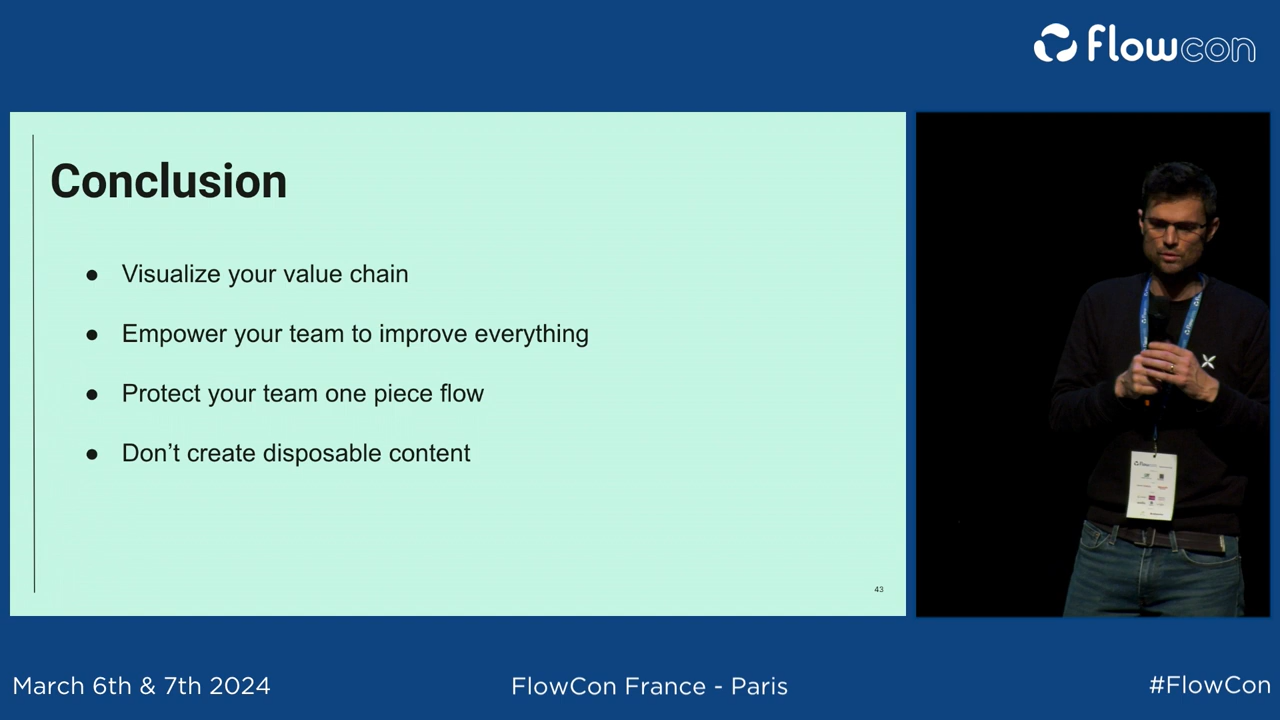 flowcon
Conclusion
● Visualize your value chain
● Empower your team to improve everything
● Protect your team one piece flow
● Don’t create disposable content
43
Flowcon
March 6th & 7th 2024
FlowCon France - Paris
#FlowCon